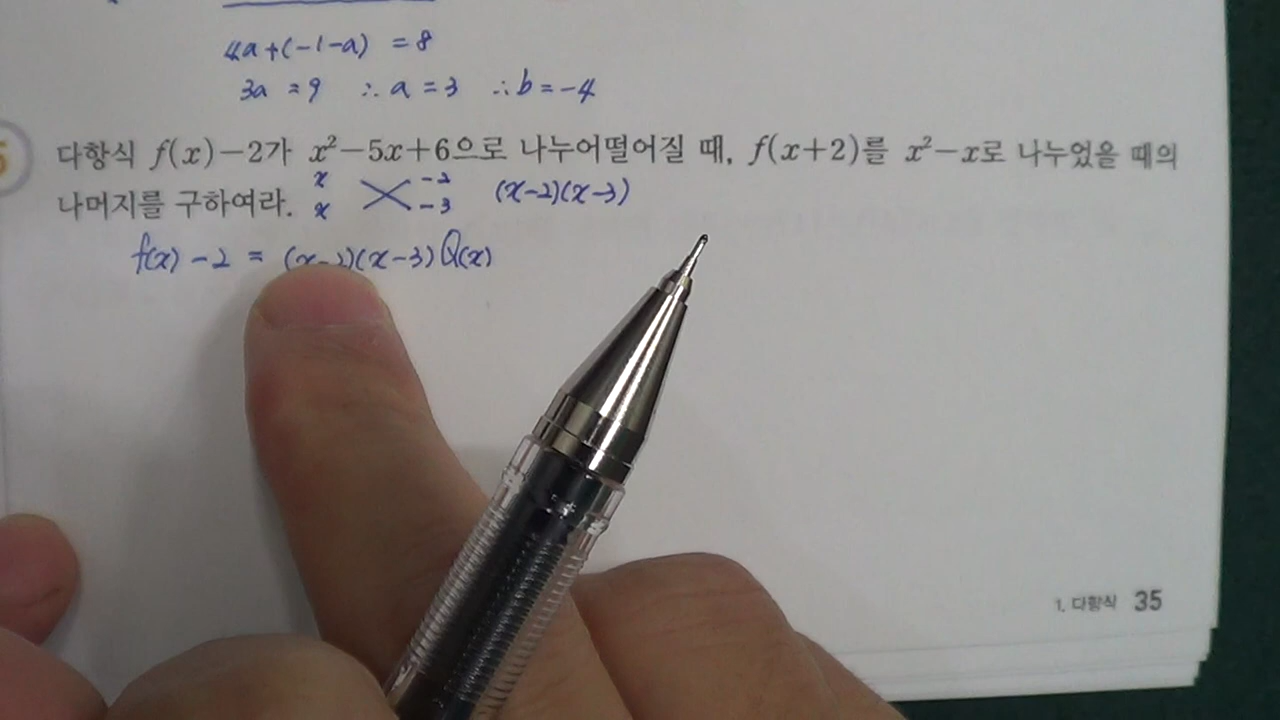 4a+(-1-a) = 8
3a = 9 ∴ a = 3 ∴ b = -4
다항식 f(x)-2가 x²-5x+6으로 나누어떨어질 때, f(x+2)를 x²-x로 나누었을 때의
나머지를 구하여라.
x -2 (x-2)(x-3)
x -3
f(x) - 2 = (x-2)(x-3)Q(x)
1. 다항식 35